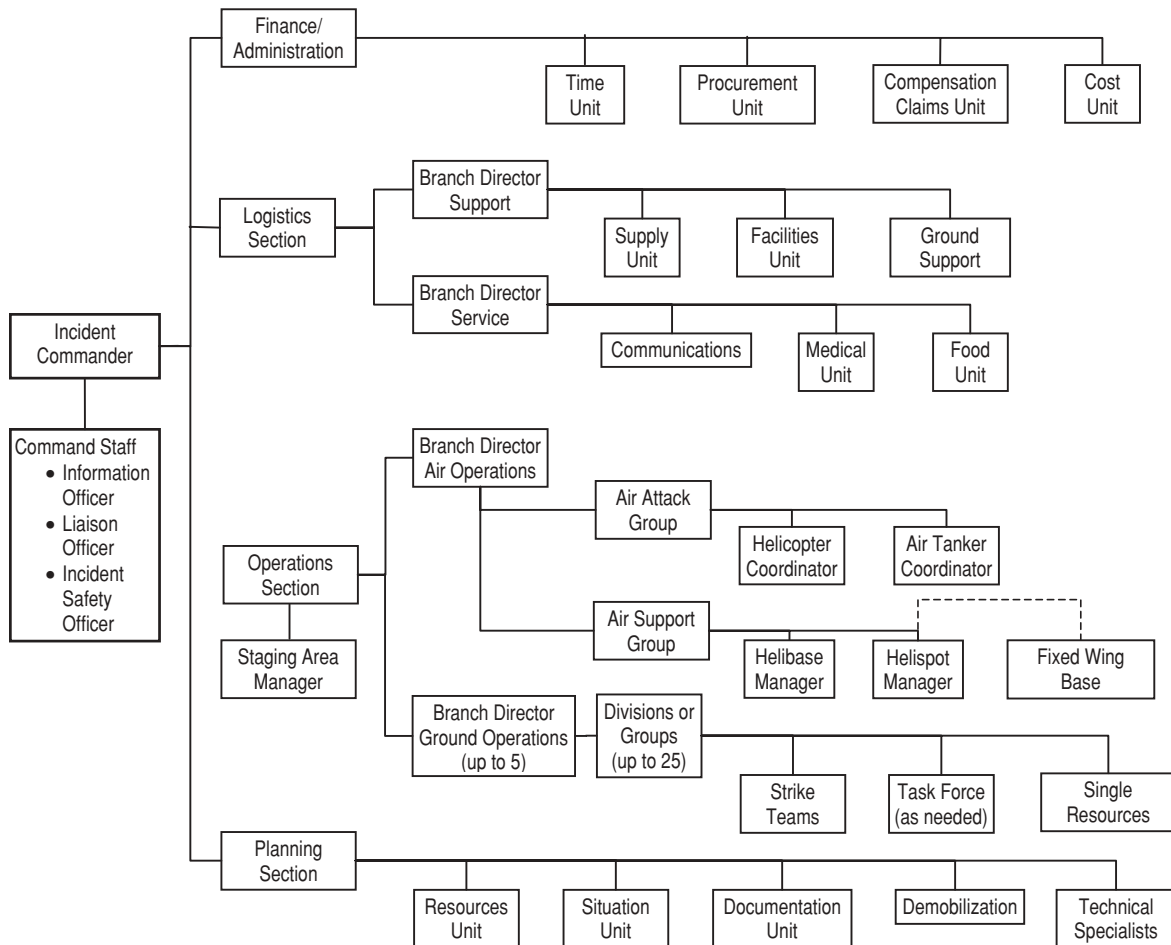 Finance/
Administration
Time
Unit
Procurement
Unit
Compensation
Claims Unit
Cost
Unit
Branch Director
Support
Logistics
Section
Supply
Unit
Facilities
Unit
Ground
Support
Branch Director
Service
Communications
Medical
Unit
Food
Unit
Incident
Commander
Command Staff
• Information
Officer
• Liaison
Officer
• Incident
Safety
Officer
Branch Director
Air Operations
Air Attack
Group
Helicopter
Coordinator
Air Tanker
Coordinator
Operations
Section
Staging Area
Manager
Air Support
Group
Helibase
Manager
Helispot
Manager
Fixed Wing
Base
Branch Director
Ground Operations
(up to 5)
Divisions or
Groups
(up to 25)
Strike
Teams
Task Force
(as needed)
Single
Resources
Planning
Section
Resources
Unit
Situation
Unit
Documentation
Unit
Demobilization
Technical
Specialists